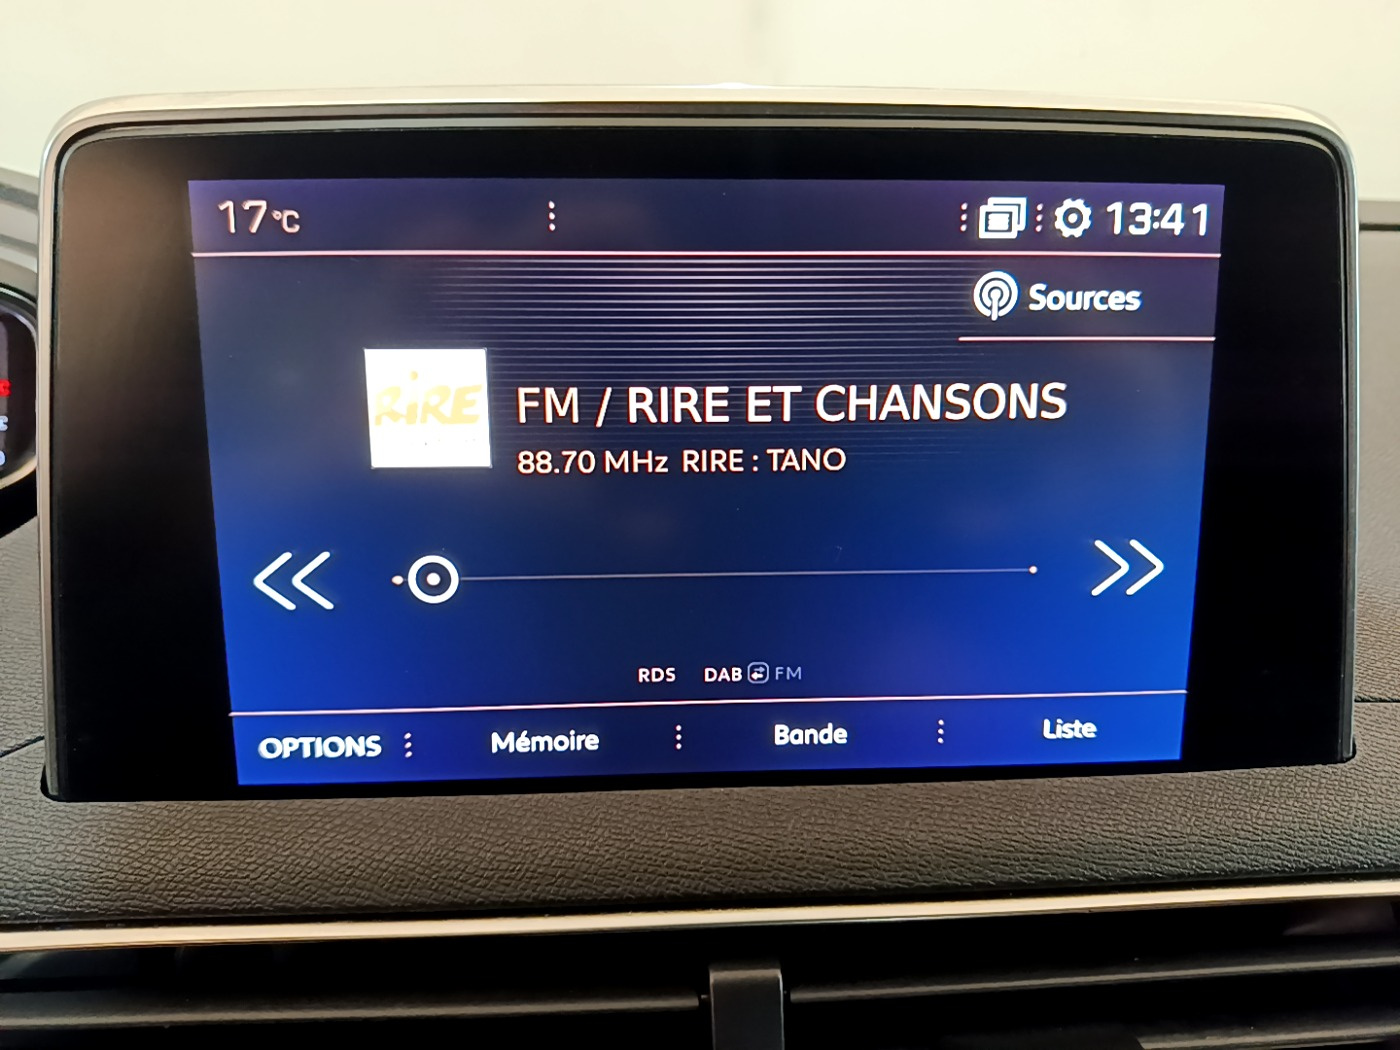 17°C
13:41
Sources
RiRE
FM / RIRE ET CHANSONS
88.70 MHz RIRE : TANO
RDS DAB FM
OPTIONS Mémoire Bande Liste